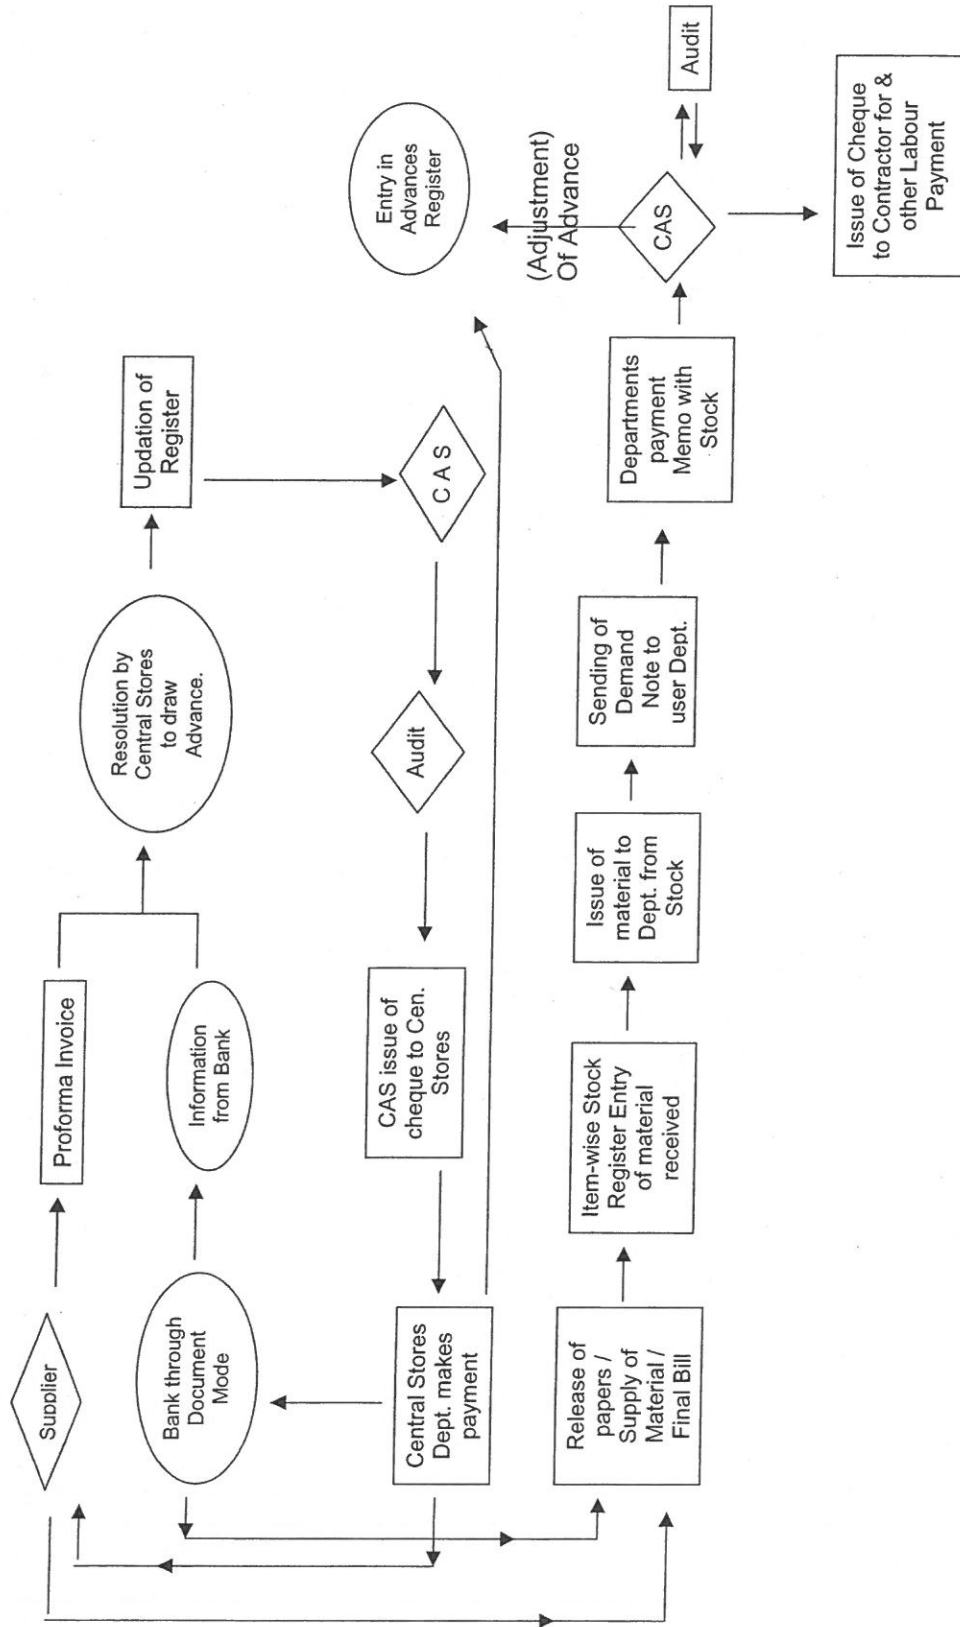 Supplier
Proforma Invoice
Bank through
Document
Mode
Information
from Bank
Resolution by
Central Stores
to draw
Advance.
Updation of
Register
Central Stores
Dept. makes
payment
CAS issue of
cheque to Cen.
Stores
Audit
C A S
Entry in
Advances
Register
(Adjustment)
Of Advance
Release of
papers /
Supply of
Material /
Final Bill
Item-wise Stock
Register Entry
of material
received
Issue of
material to
Dept. from
Stock
Sending of
Demand
Note to
user Dept.
Departments
payment
Memo with
Stock
CAS
Audit
Issue of Cheque
to Contractor for &
other Labour
Payment